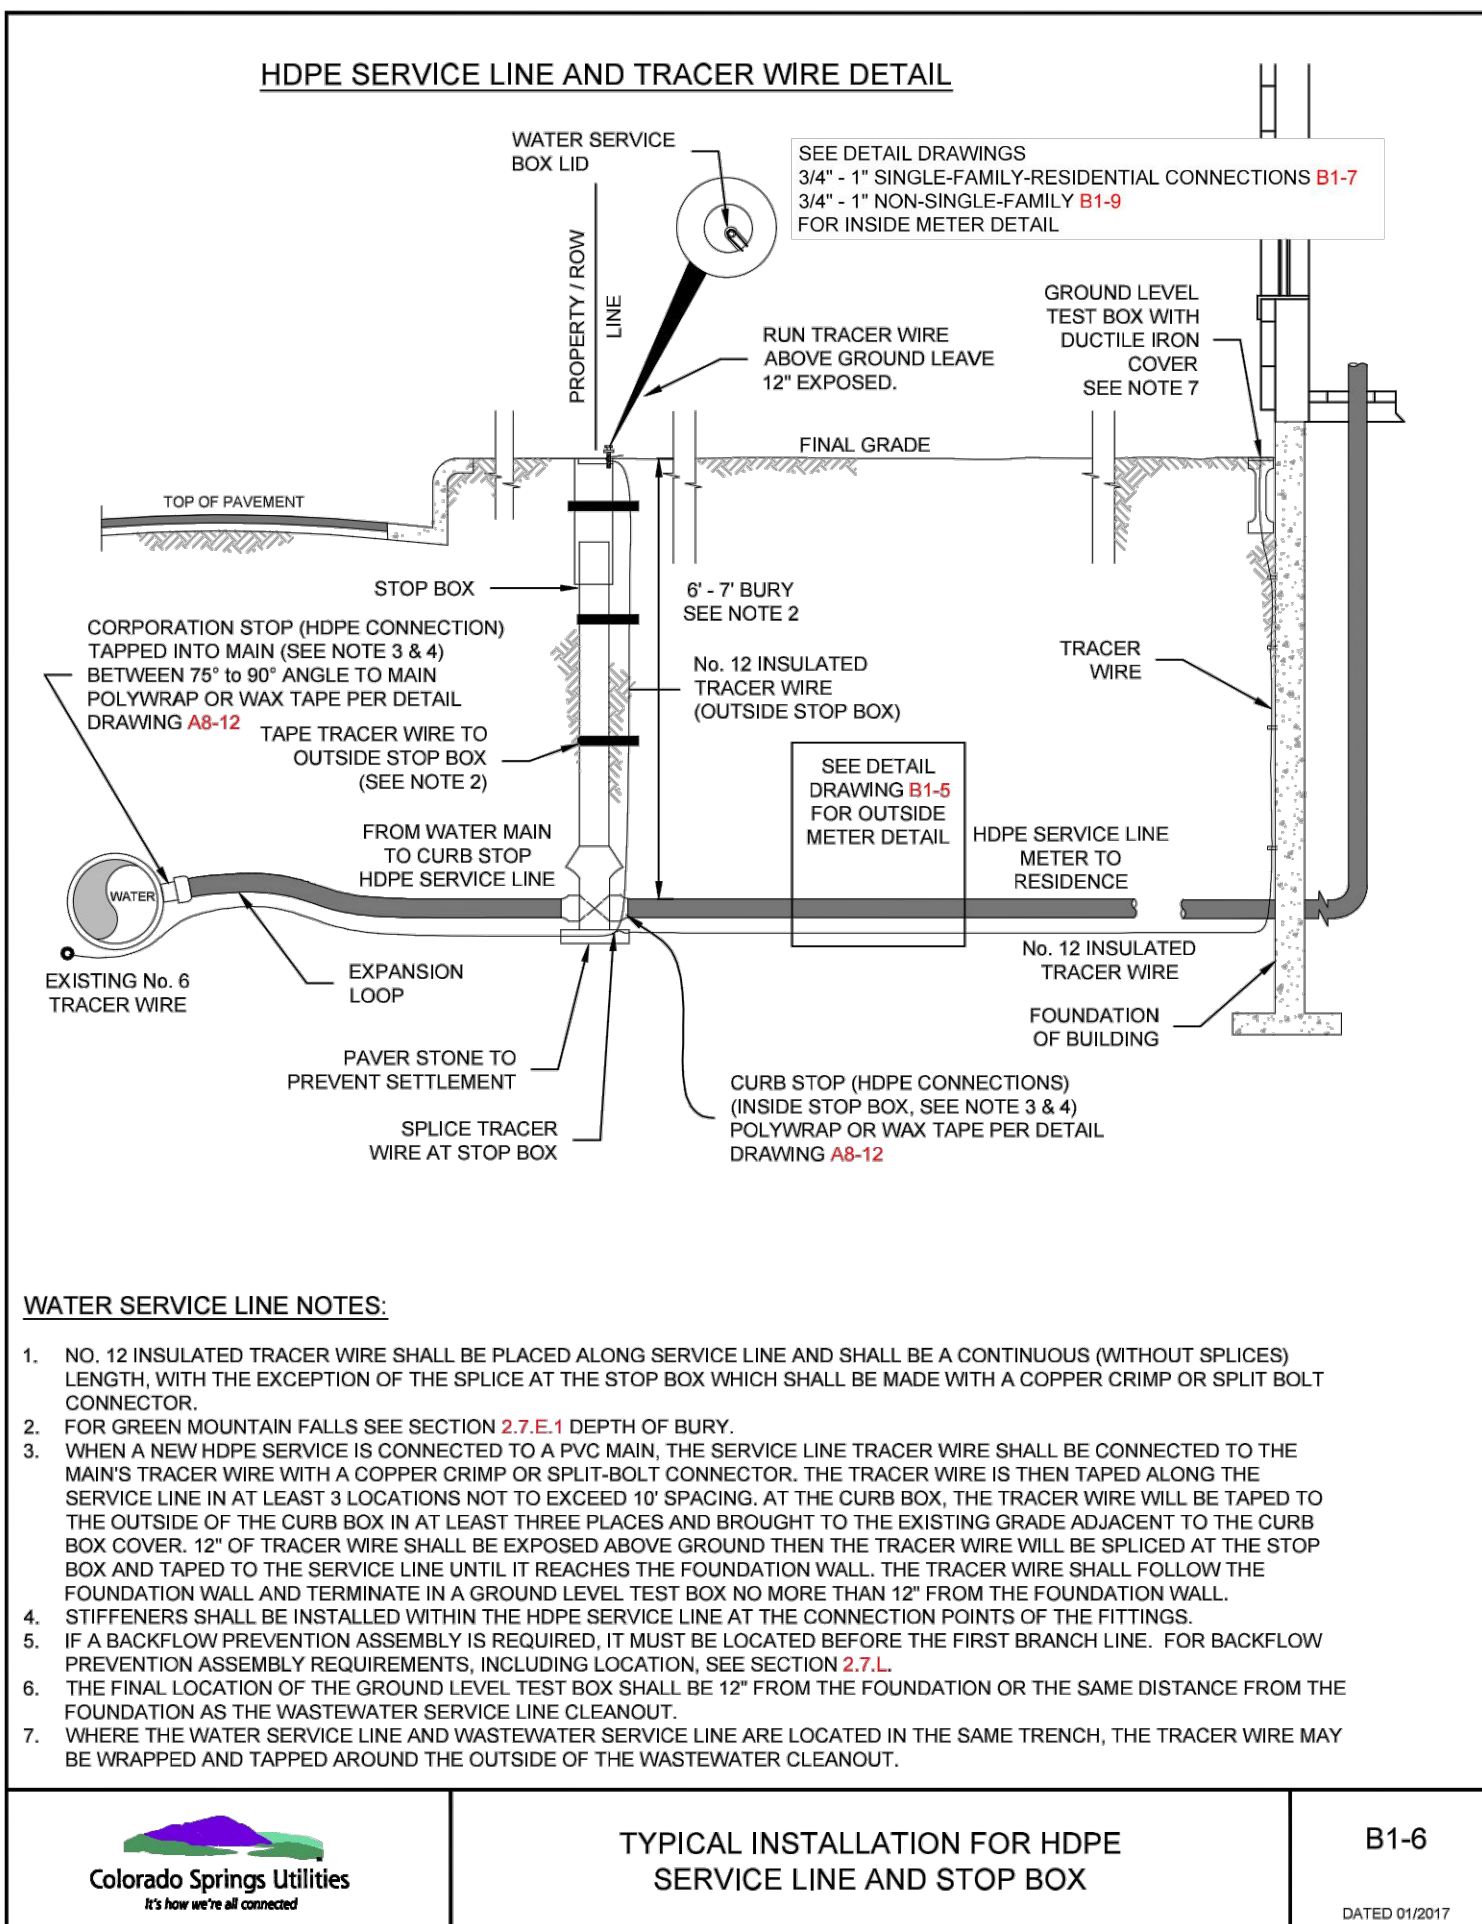 HDPE SERVICE LINE AND TRACER WIRE DETAIL
WATER SERVICE
BOX LID
SEE DETAIL DRAWINGS
3/4" - 1" SINGLE-FAMILY-RESIDENTIAL CONNECTIONS B1-7
3/4" - 1" NON-SINGLE-FAMILY B1-9
FOR INSIDE METER DETAIL
PROPERTY / ROW
LINE
RUN TRACER WIRE
ABOVE GROUND LEAVE
12" EXPOSED.
GROUND LEVEL
TEST BOX WITH
DUCTILE IRON
COVER
SEE NOTE 7
FINAL GRADE
TOP OF PAVEMENT
STOP BOX
6' - 7' BURY
SEE NOTE 2
CORPORATION STOP (HDPE CONNECTION)
TAPPED INTO MAIN (SEE NOTE 3 & 4)
BETWEEN 75° to 90° ANGLE TO MAIN
POLYWRAP OR WAX TAPE PER DETAIL
DRAWING A8-12
No. 12 INSULATED
TRACER WIRE
(OUTSIDE STOP BOX)
TRACER
WIRE
TAPE TRACER WIRE TO
OUTSIDE STOP BOX
(SEE NOTE 2)
SEE DETAIL
DRAWING B1-5
FOR OUTSIDE
METER DETAIL
FROM WATER MAIN
TO CURB STOP
HDPE SERVICE LINE
HDPE SERVICE LINE
METER TO
RESIDENCE
WATER
EXISTING No. 6
TRACER WIRE
EXPANSION
LOOP
No. 12 INSULATED
TRACER WIRE
FOUNDATION
OF BUILDING
PAVER STONE TO
PREVENT SETTLEMENT
CURB STOP (HDPE CONNECTIONS)
(INSIDE STOP BOX, SEE NOTE 3 & 4)
POLYWRAP OR WAX TAPE PER DETAIL
DRAWING A8-12
SPLICE TRACER
WIRE AT STOP BOX
WATER SERVICE LINE NOTES:
1. NO. 12 INSULATED TRACER WIRE SHALL BE PLACED ALONG SERVICE LINE AND SHALL BE A CONTINUOUS (WITHOUT SPLICES)
LENGTH, WITH THE EXCEPTION OF THE SPLICE AT THE STOP BOX WHICH SHALL BE MADE WITH A COPPER CRIMP OR SPLIT BOLT
CONNECTOR.
2. FOR GREEN MOUNTAIN FALLS SEE SECTION 2.7.E.1 DEPTH OF BURY.
3. WHEN A NEW HDPE SERVICE IS CONNECTED TO A PVC MAIN, THE SERVICE LINE TRACER WIRE SHALL BE CONNECTED TO THE
MAIN'S TRACER WIRE WITH A COPPER CRIMP OR SPLIT-BOLT CONNECTOR. THE TRACER WIRE IS THEN TAPED ALONG THE
SERVICE LINE IN AT LEAST 3 LOCATIONS NOT TO EXCEED 10' SPACING. AT THE CURB BOX, THE TRACER WIRE WILL BE TAPED TO
THE OUTSIDE OF THE CURB BOX IN AT LEAST THREE PLACES AND BROUGHT TO THE EXISTING GRADE ADJACENT TO THE CURB
BOX COVER. 12" OF TRACER WIRE SHALL BE EXPOSED ABOVE GROUND THEN THE TRACER WIRE WILL BE SPLICED AT THE STOP
BOX AND TAPED TO THE SERVICE LINE UNTIL IT REACHES THE FOUNDATION WALL. THE TRACER WIRE SHALL FOLLOW THE
FOUNDATION WALL AND TERMINATE IN A GROUND LEVEL TEST BOX NO MORE THAN 12" FROM THE FOUNDATION WALL.
4. STIFFENERS SHALL BE INSTALLED WITHIN THE HDPE SERVICE LINE AT THE CONNECTION POINTS OF THE FITTINGS.
5. IF A BACKFLOW PREVENTION ASSEMBLY IS REQUIRED, IT MUST BE LOCATED BEFORE THE FIRST BRANCH LINE. FOR BACKFLOW
PREVENTION ASSEMBLY REQUIREMENTS, INCLUDING LOCATION, SEE SECTION 2.7.L.
6. THE FINAL LOCATION OF THE GROUND LEVEL TEST BOX SHALL BE 12" FROM THE FOUNDATION OR THE SAME DISTANCE FROM THE
FOUNDATION AS THE WASTEWATER SERVICE LINE CLEANOUT.
7. WHERE THE WATER SERVICE LINE AND WASTEWATER SERVICE LINE ARE LOCATED IN THE SAME TRENCH, THE TRACER WIRE MAY
BE WRAPPED AND TAPPED AROUND THE OUTSIDE OF THE WASTEWATER CLEANOUT.
Colorado Springs Utilities
It's how we're all connected
TYPICAL INSTALLATION FOR HDPE
SERVICE LINE AND STOP BOX
B1-6
DATED 01/2017